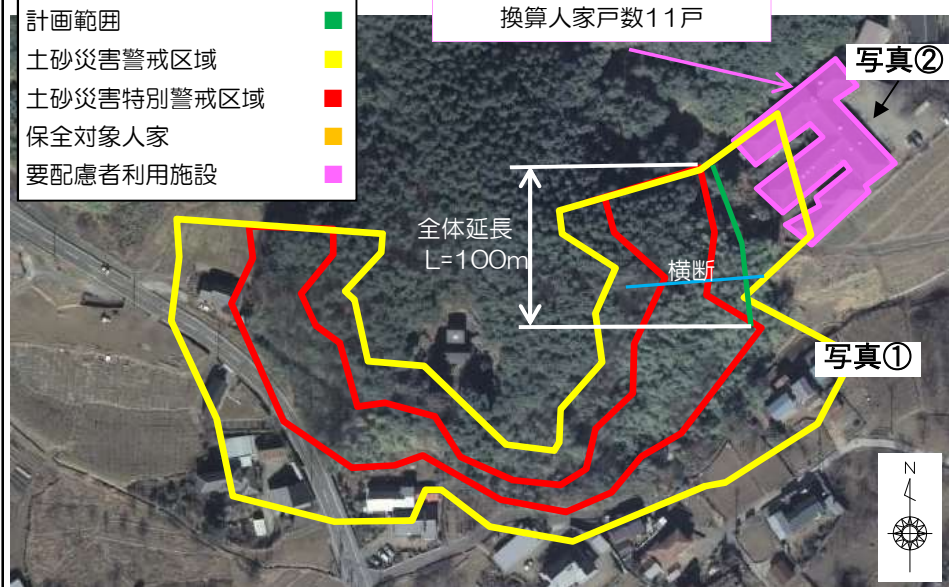 計画範囲
土砂災害警戒区域
土砂災害特別警戒区域
保全対象人家
要配慮者利用施設
換算人家戸数11戸
写真②
全体延長
L=100m
横断
写真①
N